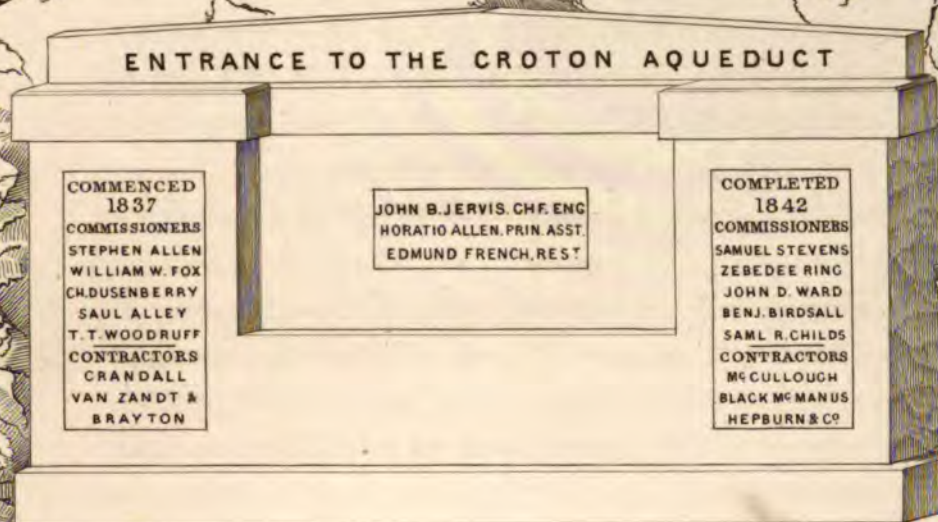 ENTRANCE TO THE CROTON AQUEDUCT
COMMENCED
1837
COMMISSIONERS
STEPHEN ALLEN
WILLIAM W. FOX
CH. DUSENBERRY
SAUL ALLEY
T. T. WOODRUFF
CONTRACTORS
CRANDALL
VAN ZANDT &
BRAYTON
JOHN B. JERVIS. CHF. ENG
HORATIO ALLEN. PRIN. ASST.
EDMUND FRENCH, REST
COMPLETED
1842
COMMISSIONERS
SAMUEL STEVENS
ZEBEDEE RING
JOHN D. WARD
BENJ. BIRDSALL
SAML R. CHILDS
CONTRACTORS
McCULLOUGH
BLACK McMANUS
HEPBURN & Co